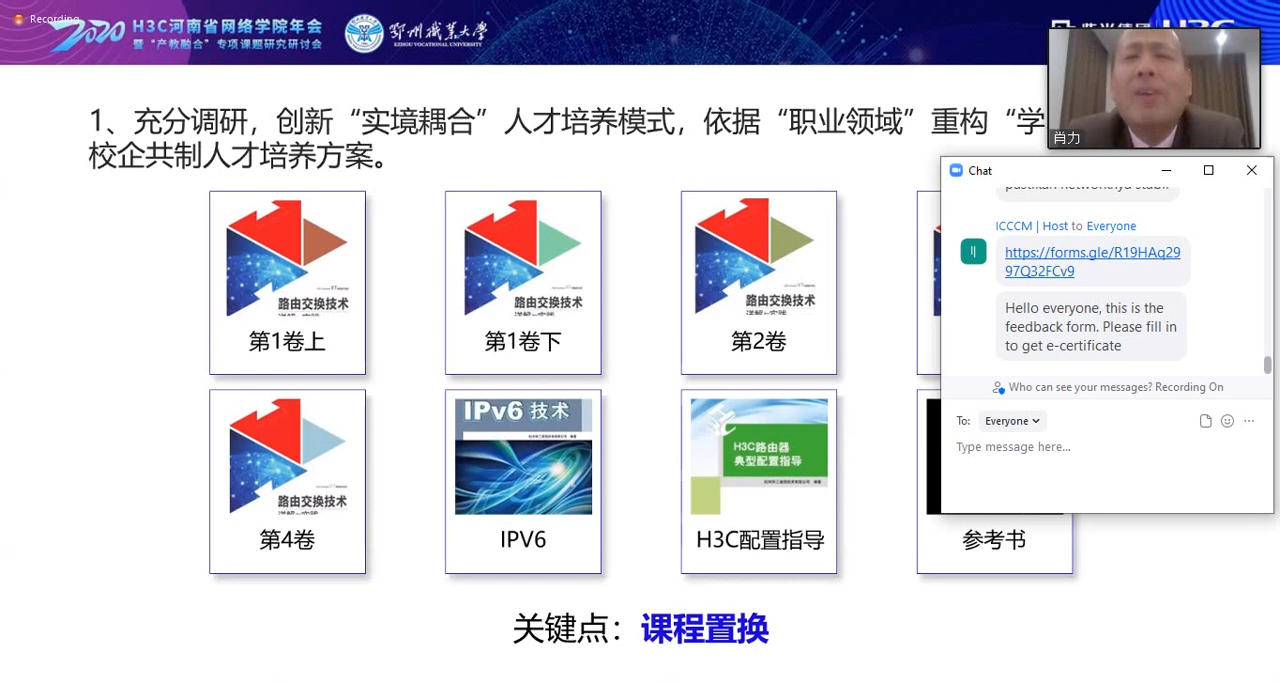 Recording
2020 H3C河南省网络学院年会
暨“产教融合”专项课题研究研讨会
鄂州职业大学
EZHOU VOCATIONAL UNIVERSITY
H3C
肖力
1、充分调研，创新“实境耦合”人才培养模式，依据“职业领域”重构“学
校企共制人才培养方案。
路由交换技术
第1卷上
路由交换技术
第1卷下
路由交换技术
第2卷
路由交换技术
第4卷
IPv6 技术
IPV6
H3C路由器
典型配置指导
H3C配置指导
参考书
关键点：课程置换
Chat
ICCCM | Host to Everyone
https://forms.gle/R19HAq29
97Q32FCv9
Hello everyone, this is the
feedback form. Please fill in
to get e-certificate
Who can see your messages? Recording On
To: Everyone
Type message here...